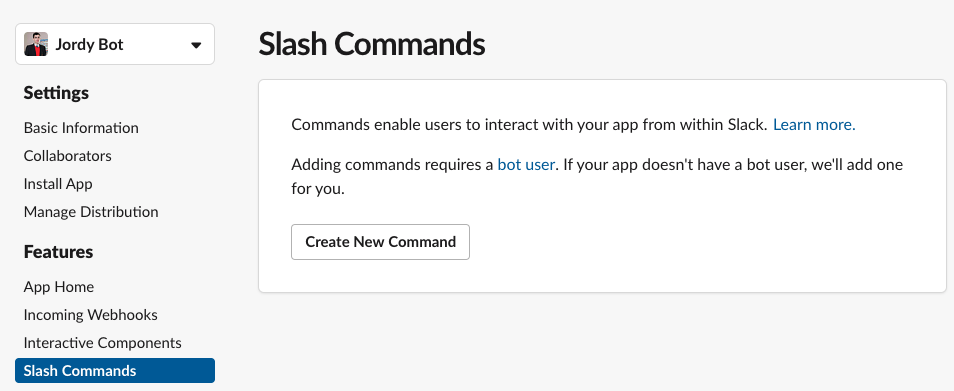 Jordy Bot
Settings
Basic Information
Collaborators
Install App
Manage Distribution
Features
App Home
Incoming Webhooks
Interactive Components
Slash Commands
Slash Commands
Commands enable users to interact with your app from within Slack. Learn more.
Adding commands requires a bot user. If your app doesn't have a bot user, we'll add one
for you.
Create New Command